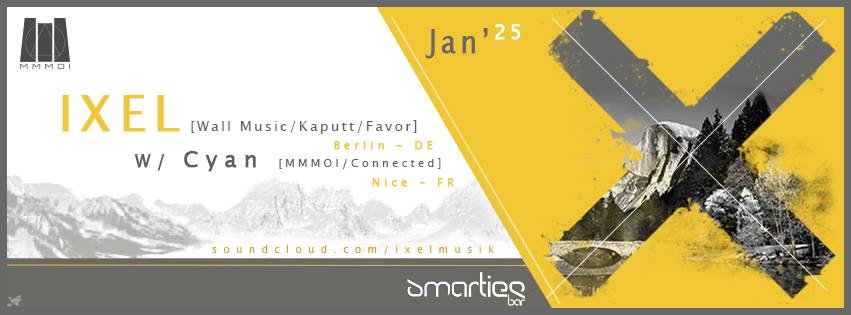 MMMOI
Jan'25
IXEL [Wall Music/Kaputt/Favor]
Berlin - DE
W/ Cyan [MMMOI/Connected]
Nice - FR
soundcloud.com/ixelmusik
smarties
bar